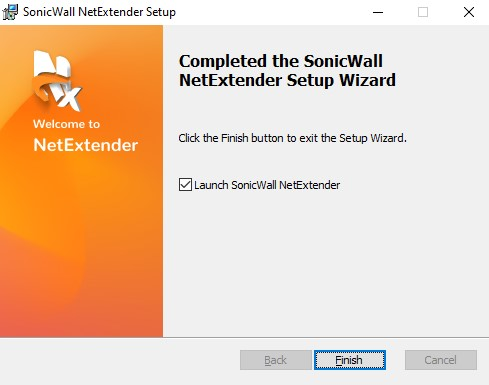 SonicWall NetExtender Setup
Completed the SonicWall
NetExtender Setup Wizard
Welcome to
NetExtender
Click the Finish button to exit the Setup Wizard.
Launch SonicWall NetExtender
Back
Finish
Cancel